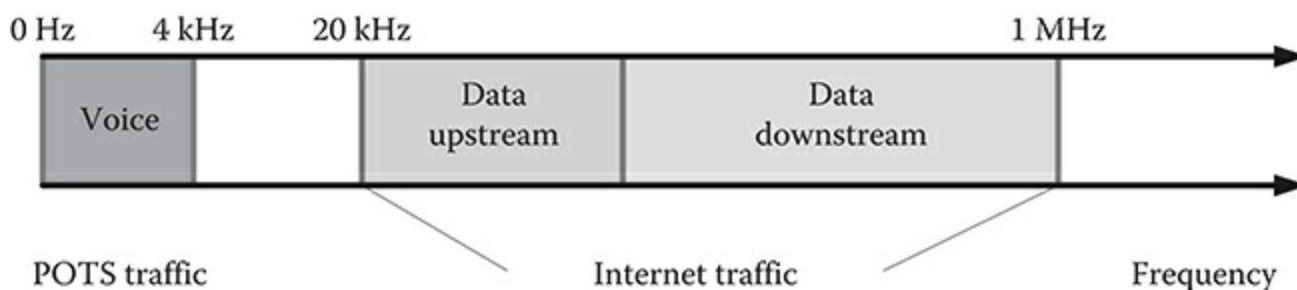 0 Hz 4 kHz 20 kHz 1 MHz
Voice
Data
upstream
Data
downstream
POTS traffic Internet traffic Frequency